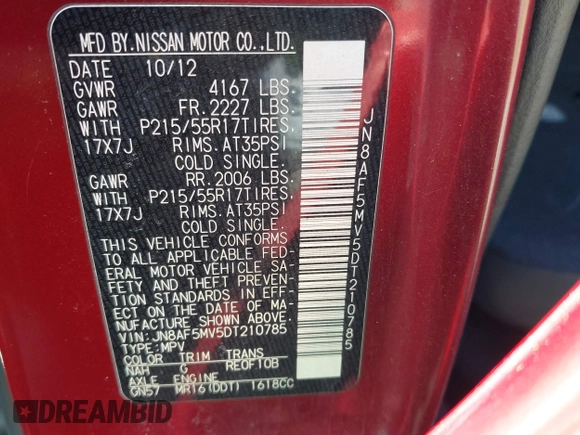 MFD BY.NISSAN MOTOR CO.,LTD.
DATE 10/12
GVWR 4167 LBS.
GAWR FR.2227 LBS.
WITH P215/55R17TIRES,
17X7J RIMS.AT35PSI
COLD SINGLE.
GAWR RR.2006 LBS.
WITH P215/55R17TIRES,
17X7J RIMS.AT35PSI
COLD SINGLE.
THIS VEHICLE CONFORMS
TO ALL APPLICABLE FED-
ERAL MOTOR VEHICLE SA-
FETY AND THEFT PREVEN-
TION STANDARDS IN EFF-
ECT ON THE DATE OF MA-
NUFACTURE SHOWN ABOVE.
VIN:JN8AF5MV5DT210785
TYPE:MPV
COLOR TRIM TRANS
NAH G RE0F10B
AXLE ENGINE
GN57 MR16(DDT) 1618CC
JN8AF5MV5DT210785
DREAMBID